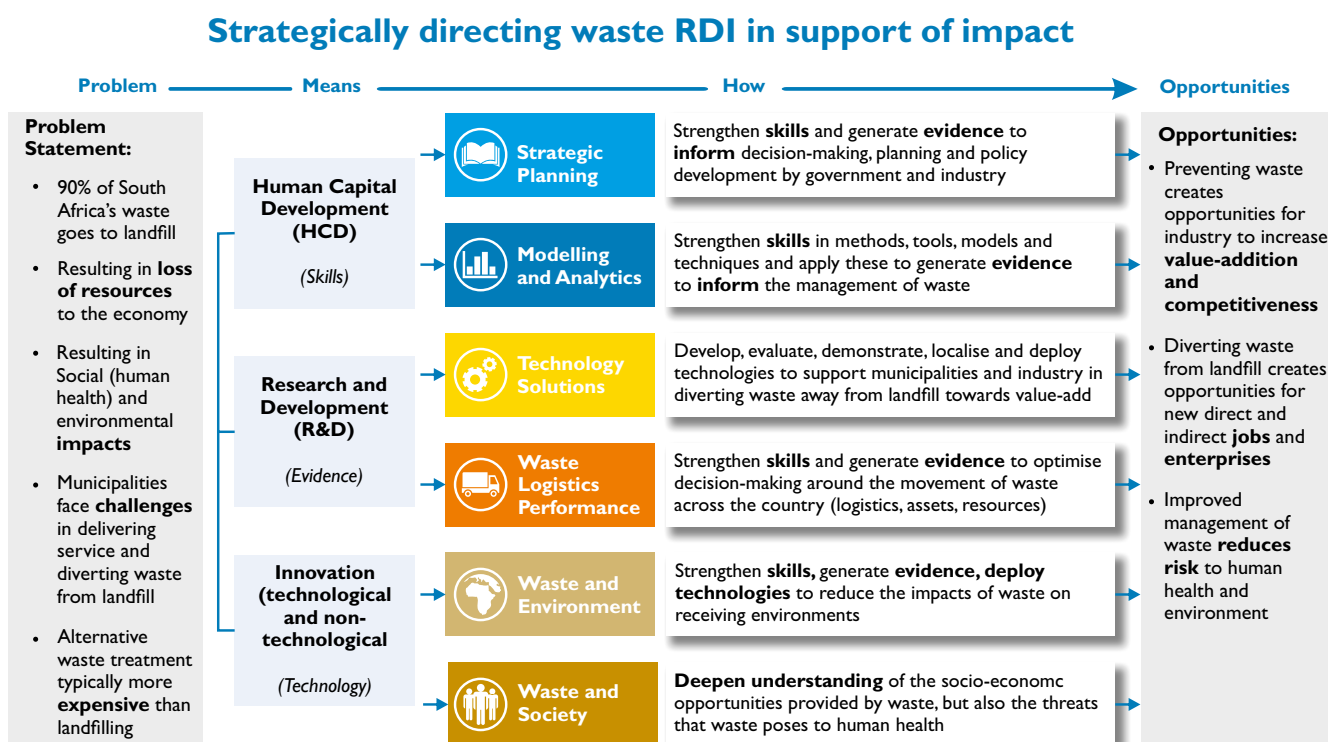 Strategically directing waste RDI in support of impact
Problem
Means
How
Opportunities
Problem
Statement:
• 90% of South
Africa's waste
goes to landfill
• Resulting in loss
of resources
to the economy
• Resulting in
Social (human
health) and
environmental
impacts
• Municipalities
face challenges
in delivering
service and
diverting waste
from landfill
• Alternative
waste treatment
typically more
expensive than
landfilling
Human Capital
Development
(HCD)
(Skills)
Research and
Development
(R&D)
(Evidence)
Innovation
(technological
and non-
technological
(Technology)
Strategic
Planning
Strengthen skills and generate evidence to
inform decision-making, planning and policy
development by government and industry
Modelling
and Analytics
Strengthen skills in methods, tools, models and
techniques and apply these to generate evidence
to inform the management of waste
Technology
Solutions
Develop, evaluate, demonstrate, localise and deploy
technologies to support municipalities and industry in
diverting waste away from landfill towards value-add
Waste
Logistics
Performance
Strengthen skills and generate evidence to optimise
decision-making around the movement of waste
across the country (logistics, assets, resources)
Waste and
Environment
Strengthen skills, generate evidence, deploy
technologies to reduce the impacts of waste on
receiving environments
Waste and
Society
Deepen understanding of the socio-economc
opportunities provided by waste, but also the threats
that waste poses to human health
Opportunities:
• Preventing waste
creates
opportunities for
industry to increase
value-addition
and
competitiveness
• Diverting waste
from landfill creates
opportunities for
new direct and
indirect jobs and
enterprises
• Improved
management of
waste reduces
risk to human
health and
environment